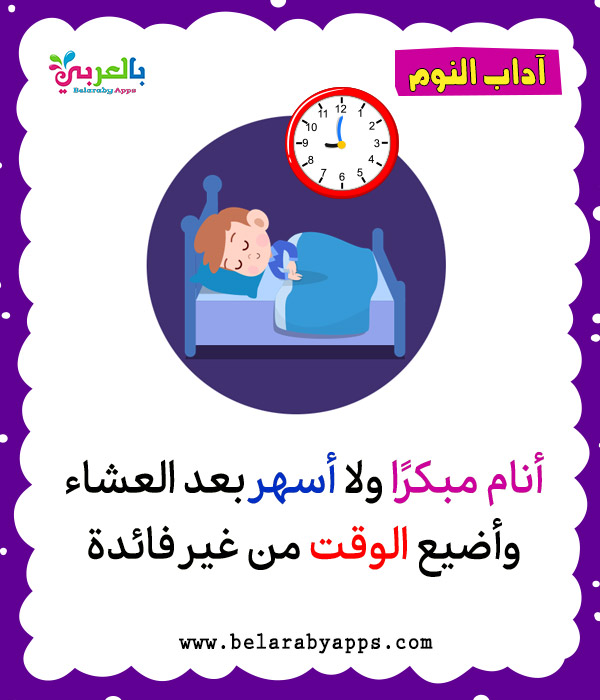 آداب النوم
بالعربي
Belaraby Apps
11 12 1
10 2
9 3
8 4
7 6 5
أنام مبكرًا ولا أسهر بعد العشاء
وأضيع الوقت من غير فائدة
www.belarabyapps.com